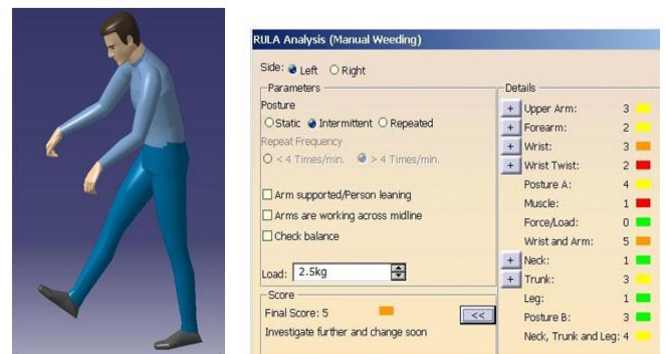 RULA Analysis (Manual Weeding)
Side: Left Right
Parameters
Posture
Static Intermittent Repeated
Repeat Frequency
< 4 Times/min. > 4 Times/min.
Arm supported/Person leaning
Arms are working across midline
Check balance
Load: 2.5kg
Score
Final Score: 5
<<
Investigate further and change soon
Details
+ Upper Arm: 3
+ Forearm: 2
+ Wrist: 3
+ Wrist Twist: 2
Posture A: 4
Muscle: 1
Force/Load: 0
Wrist and Arm: 5
+ Neck: 1
+ Trunk: 3
Leg: 1
Posture B: 3
Neck, Trunk and Leg: 4